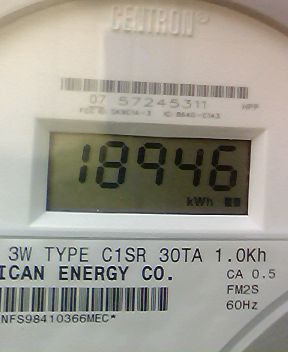 CENTRON®
07 57245311 HPP
18946
kWh
3W TYPE C1SR 30TA 1.0Kh
ICAN ENERGY CO. CA 0.5
FM2S
60Hz
NFS98410366MEC*